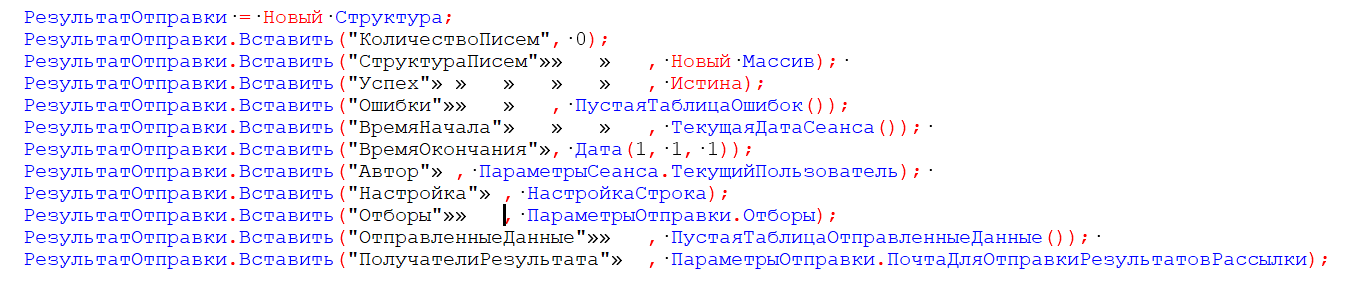 РезультатОтправки·=·Новый·Структура;
РезультатОтправки.Вставить("КоличествоПисем",·0);
РезультатОтправки.Вставить("СтруктураПисем"»» » ,·Новый·Массив);·
РезультатОтправки.Вставить("Успех"» » » » » ,·Истина);
РезультатОтправки.Вставить("Ошибки"»» » ,·ПустаяТаблицаОшибок());
РезультатОтправки.Вставить("ВремяНачала"» » » ,·ТекущаяДатаСеанса());·
РезультатОтправки.Вставить("ВремяОкончания"»,·Дата(1,·1,·1));
РезультатОтправки.Вставить("Автор"» ,·ПараметрыСеанса.ТекущийПользователь);·
РезультатОтправки.Вставить("Настройка"» ,·НастройкаСтрока);
РезультатОтправки.Вставить("Отборы"»» ,·ПараметрыОтправки.Отборы);
РезультатОтправки.Вставить("ОтправленныеДанные"»» ,·ПустаяТаблицаОтправленныеДанные());·
РезультатОтправки.Вставить("ПолучателиРезультата"» ,·ПараметрыОтправки.ПочтаДляОтправкиРезультатовРассылки);